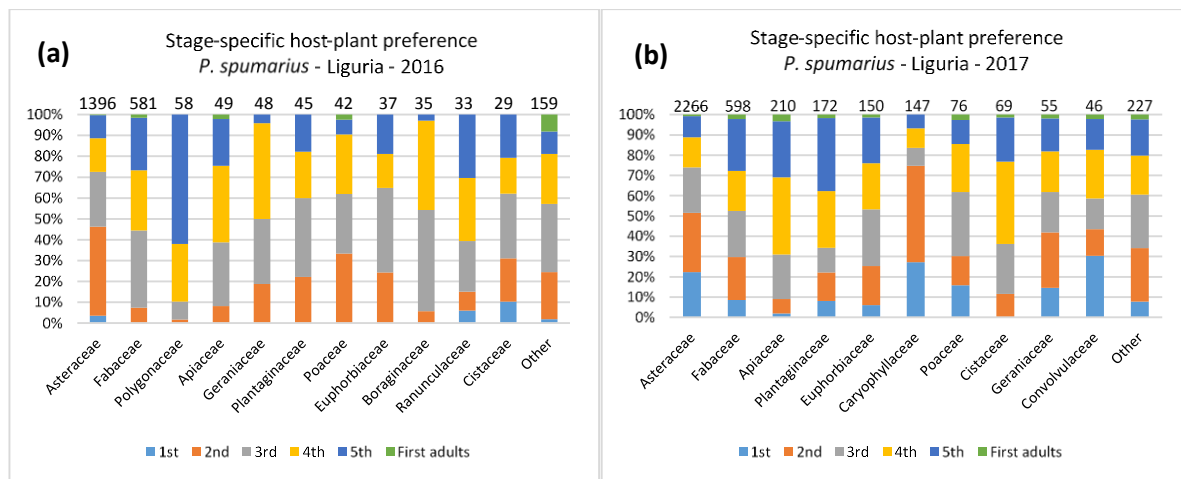 (a)
Stage-specific host-plant preference
P. spumarius - Liguria - 2016
1396 581 58 49 48 45 42 37 35 33 29 159
100%
90%
80%
70%
60%
50%
40%
30%
20%
10%
0%
Asteraceae Fabaceae Polygonaceae Apiaceae Geraniaceae Plantaginaceae Poaceae Euphorbiaceae Boraginaceae Ranunculaceae Cistaceae Other
1st 2nd 3rd 4th 5th First adults
(b)
Stage-specific host-plant preference
P. spumarius - Liguria - 2017
2266 598 210 172 150 147 76 69 55 46 227
100%
90%
80%
70%
60%
50%
40%
30%
20%
10%
0%
Asteraceae Fabaceae Apiaceae Plantaginaceae Euphorbiaceae Caryophyllaceae Poaceae Cistaceae Geraniaceae Convolvulaceae Other
1st 2nd 3rd 4th 5th First adults